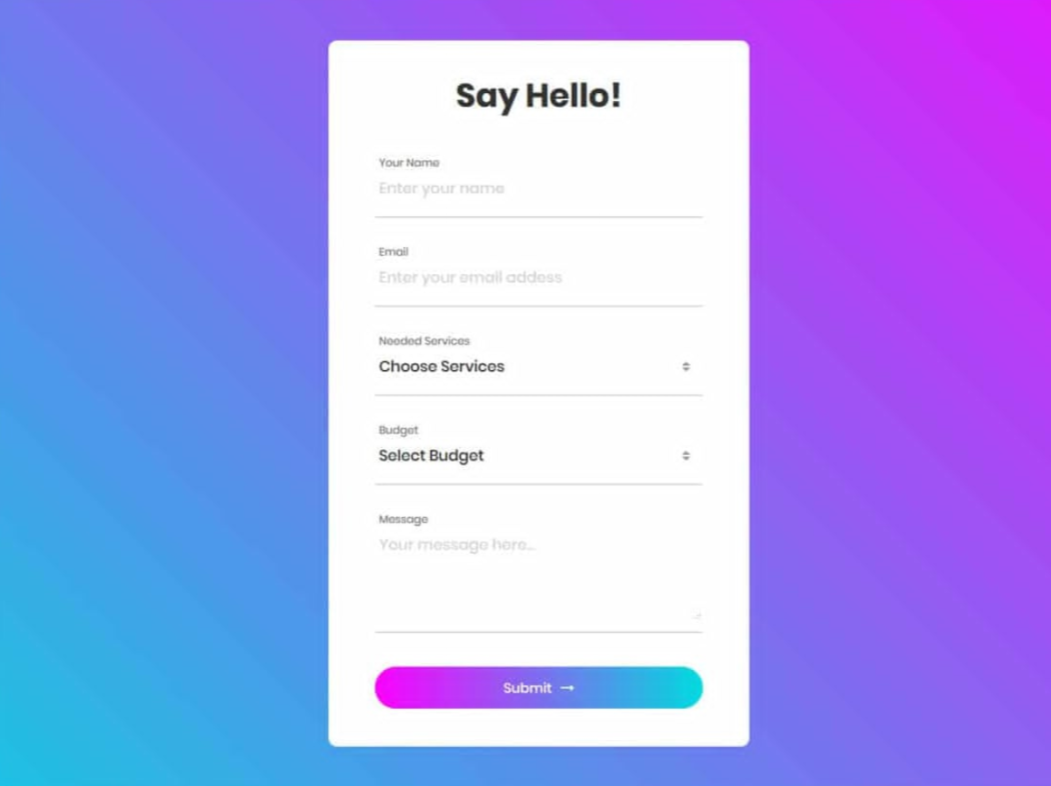 Say Hello!
Your Name
Enter your name
Email
Enter your email addess
Needed Services
Choose Services
Budget
Select Budget
Message
Your message here...
Submit →